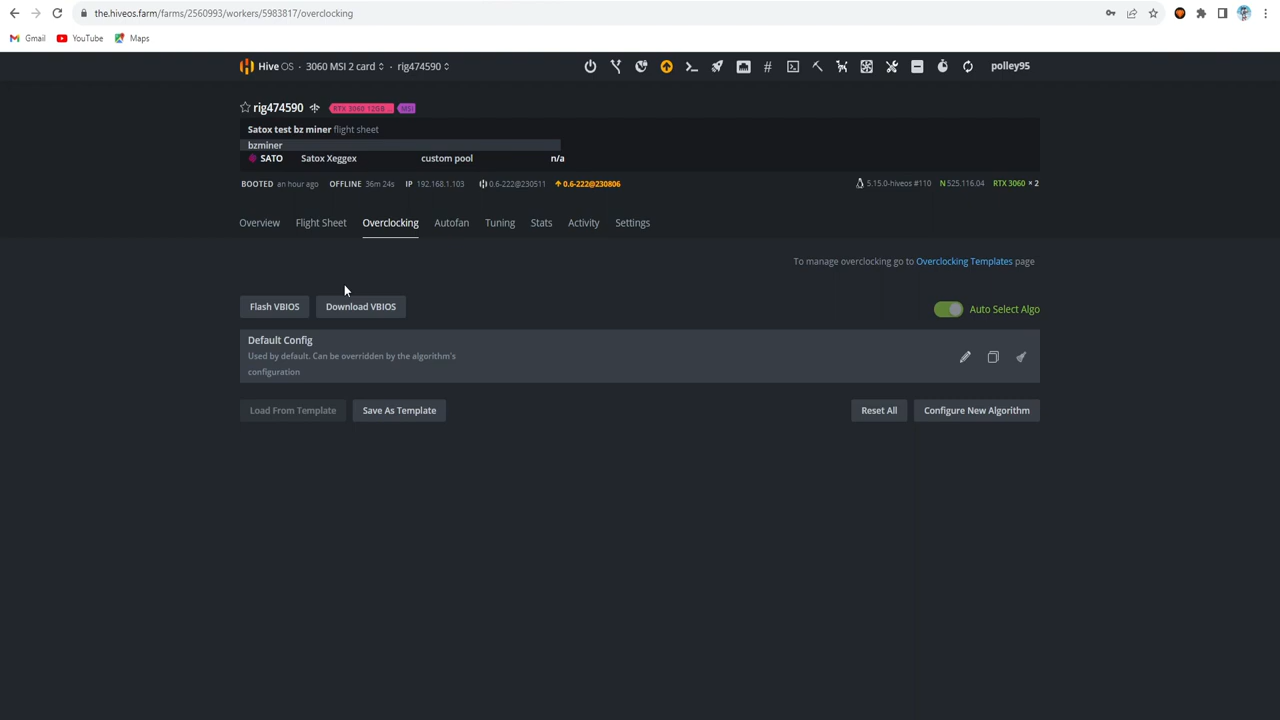 the.hiveos.farm/farms/2560993/workers/5983817/overclocking
Gmail YouTube Maps
Hive OS 3060 MSI 2 card rig474590 polley95
rig474590 RTX 3060 12GB ... MSI
Satox test bz miner flight sheet
bzminer
SATO Satox Xeggex custom pool n/a
BOOTED an hour ago OFFLINE 36m 24s IP 192.168.1.103 0.6-222@230511 0.6-222@230806 5.15.0-hiveos #110 N 525.116.04 RTX 3060 × 2
Overview Flight Sheet Overclocking Autofan Tuning Stats Activity Settings
To manage overclocking go to Overclocking Templates page
Flash VBIOS Download VBIOS Auto Select Algo
Default Config
Used by default. Can be overridden by the algorithm's
configuration
Load From Template Save As Template Reset All Configure New Algorithm